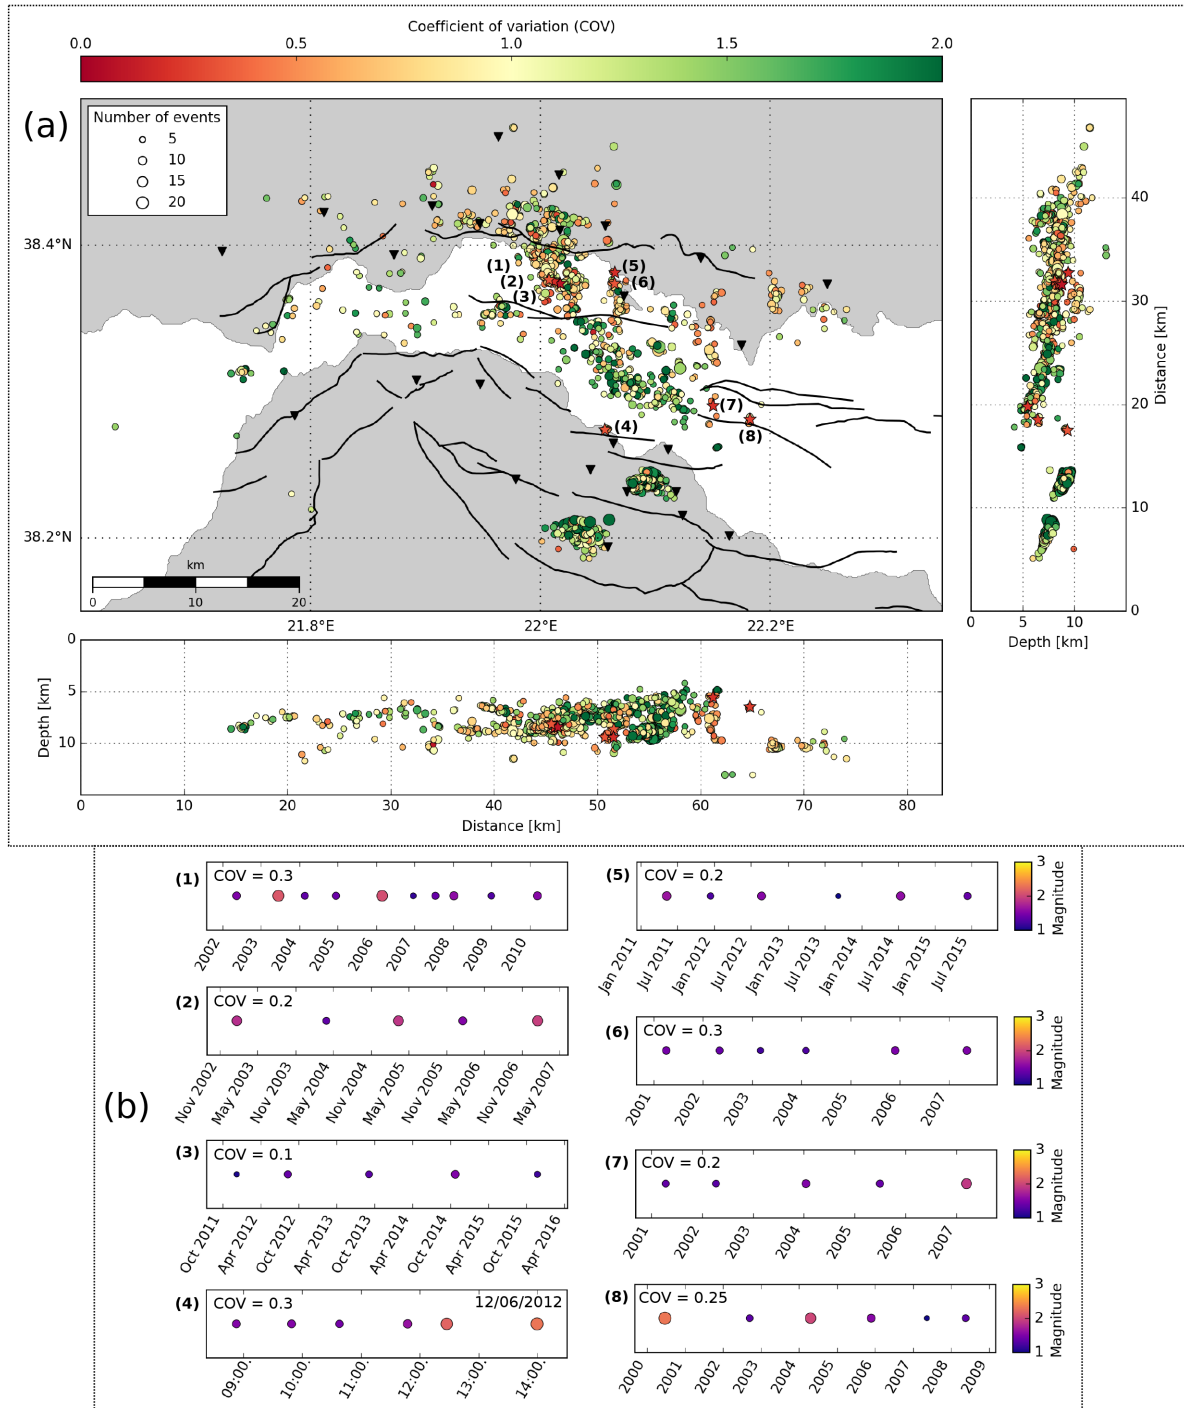 Coefficient of variation (COV)
0.0 0.5 1.0 1.5 2.0
(a)
Number of events
5
10
15
20
38.4°N
38.2°N
(1)
(2)
(3)
(5)
(6)
(7)
(8)
(4)
km
0 10 20
21.8°E 22°E 22.2°E
40
30
20
10
0
Distance [km]
0 5 10
Depth [km]
0
5
10
Depth [km]
0 10 20 30 40 50 60 70 80
Distance [km]
(b)
(1)
COV = 0.3
2002 2003 2004 2005 2006 2007 2008 2009 2010
(2)
COV = 0.2
Nov 2002 May 2003 Nov 2003 May 2004 Nov 2004 May 2005 Nov 2005 May 2006 Nov 2006 May 2007
(3)
COV = 0.1
Oct 2011 Apr 2012 Oct 2012 Apr 2013 Oct 2013 Apr 2014 Oct 2014 Apr 2015 Oct 2015 Apr 2016
(4)
COV = 0.3 12/06/2012
09:00. 10:00. 11:00. 12:00. 13:00. 14:00.
(5)
COV = 0.2
Jan 2011 Jul 2011 Jan 2012 Jul 2012 Jan 2013 Jul 2013 Jan 2014 Jul 2014 Jan 2015 Jul 2015
3
2
1
Magnitude
(6)
COV = 0.3
2001 2002 2003 2004 2005 2006 2007
3
2
1
Magnitude
(7)
COV = 0.2
2001 2002 2003 2004 2005 2006 2007
3
2
1
Magnitude
(8)
COV = 0.25
2000 2001 2002 2003 2004 2005 2006 2007 2008 2009
3
2
1
Magnitude